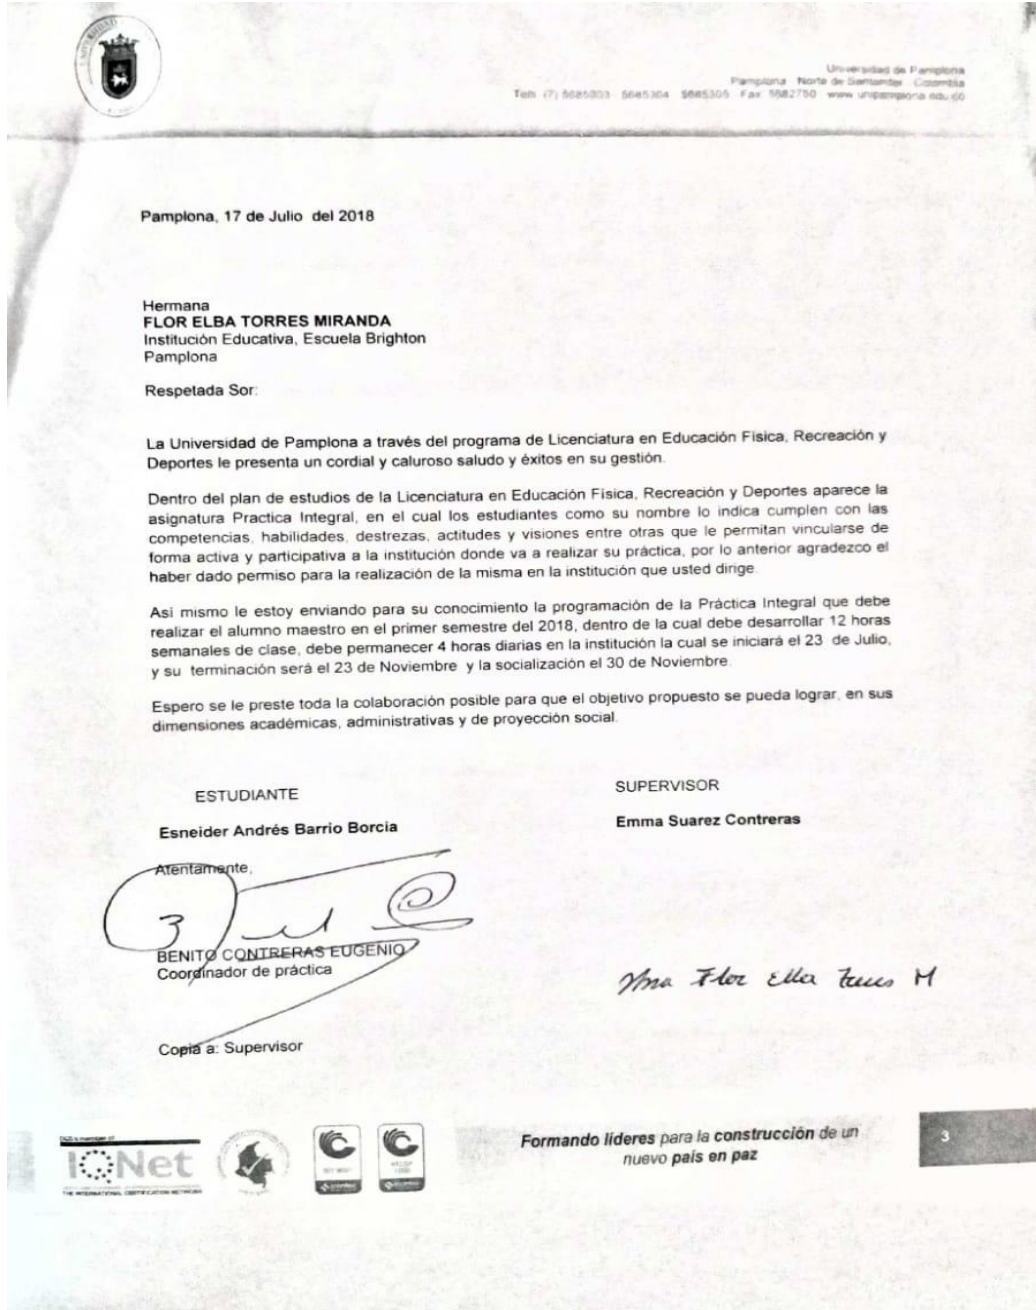 UNIVERSIDAD
Universidad de Pamplona
Pamplona Norte de Santander Colombia
Tels (7) 5685303 5685304 5685305 Fax 5682750 www.unipamplona.edu.co
Pamplona, 17 de Julio del 2018
Hermana
FLOR ELBA TORRES MIRANDA
Institución Educativa, Escuela Brighton
Pamplona
Respetada Sor:
La Universidad de Pamplona a través del programa de Licenciatura en Educación Física, Recreación y
Deportes le presenta un cordial y caluroso saludo y éxitos en su gestión.
Dentro del plan de estudios de la Licenciatura en Educación Física, Recreación y Deportes aparece la
asignatura Practica Integral, en el cual los estudiantes como su nombre lo indica cumplen con las
competencias, habilidades, destrezas, actitudes y visiones entre otras que le permitan vincularse de
forma activa y participativa a la institución donde va a realizar su práctica, por lo anterior agradezco el
haber dado permiso para la realización de la misma en la institución que usted dirige.
Así mismo le estoy enviando para su conocimiento la programación de la Práctica Integral que debe
realizar el alumno maestro en el primer semestre del 2018, dentro de la cual debe desarrollar 12 horas
semanales de clase, debe permanecer 4 horas diarias en la institución la cual se iniciará el 23 de Julio,
y su terminación será el 23 de Noviembre y la socialización el 30 de Noviembre.
Espero se le preste toda la colaboración posible para que el objetivo propuesto se pueda lograr, en sus
dimensiones académicas, administrativas y de proyección social.
ESTUDIANTE
SUPERVISOR
Esneider Andrés Barrio Borcia
Emma Suarez Contreras
Atentamente,
BENITO CONTRERAS EUGENIO
Coordinador de práctica
Hna Flor Elba Torres M
Copia a: Supervisor
IQNet
THE INTERNATIONAL CERTIFICATION NETWORK
Formando líderes para la construcción de un
nuevo país en paz
3